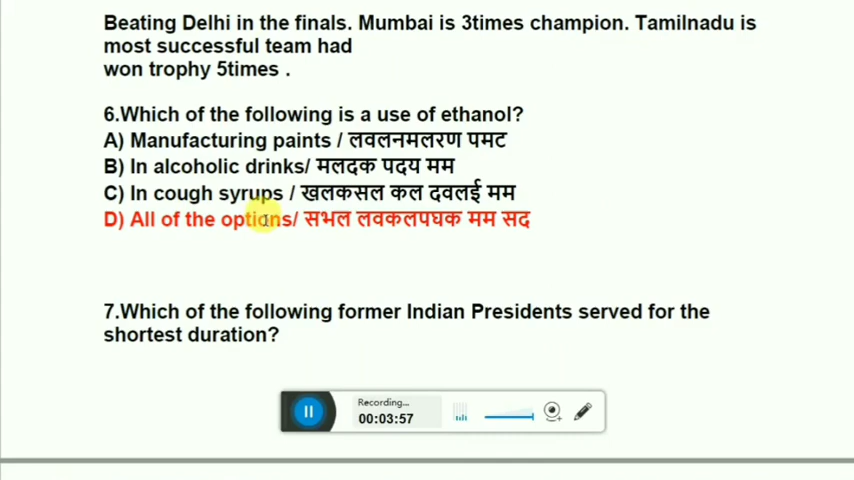 Beating Delhi in the finals. Mumbai is 3times champion. Tamilnadu is
most successful team had
won trophy 5times .
6.Which of the following is a use of ethanol?
A) Manufacturing paints / लवलनमलरण पमट
B) In alcoholic drinks/ मलदक पदय मम
C) In cough syrups / खलकसल कल दवलई मम
D) All of the options/ सभल लवकलपघक मम सद
7.Which of the following former Indian Presidents served for the
shortest duration?
Recording...
00:03:57